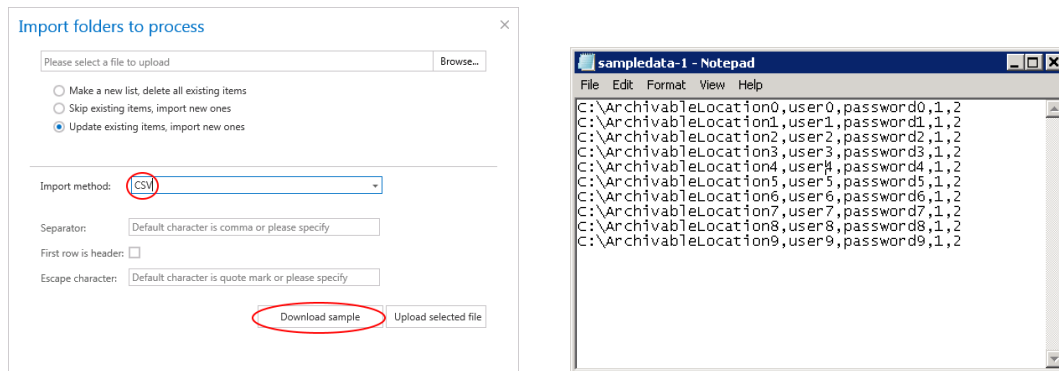 Import folders to process
Please select a file to upload
Browse...
Make a new list, delete all existing items
Skip existing items, import new ones
Update existing items, import new ones
Import method:
CSV
Separator:
Default character is comma or please specify
First row is header:
Escape character:
Default character is quote mark or please specify
Download sample
Upload selected file
sampledata-1 - Notepad
File Edit Format View Help
C:\ArchivableLocation0,user0,password0,1,2
C:\ArchivableLocation1,user1,password1,1,2
C:\ArchivableLocation2,user2,password2,1,2
C:\ArchivableLocation3,user3,password3,1,2
C:\ArchivableLocation4,user4,password4,1,2
C:\ArchivableLocation5,user5,password5,1,2
C:\ArchivableLocation6,user6,password6,1,2
C:\ArchivableLocation7,user7,password7,1,2
C:\ArchivableLocation8,user8,password8,1,2
C:\ArchivableLocation9,user9,password9,1,2